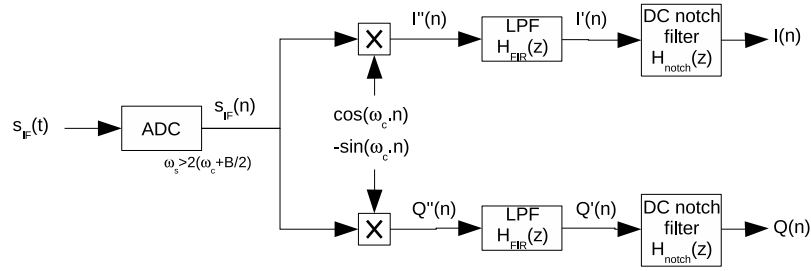 I''(n)
LPF
H_FIR(z)
I'(n)
DC notch
filter
H_notch(z)
I(n)
X
s_IF(t)
ADC
s_IF(n)
ω_s>2(ω_c+B/2)
cos(ω_c.n)
-sin(ω_c.n)
X
Q''(n)
LPF
H_FIR(z)
Q'(n)
DC notch
filter
H_notch(z)
Q(n)